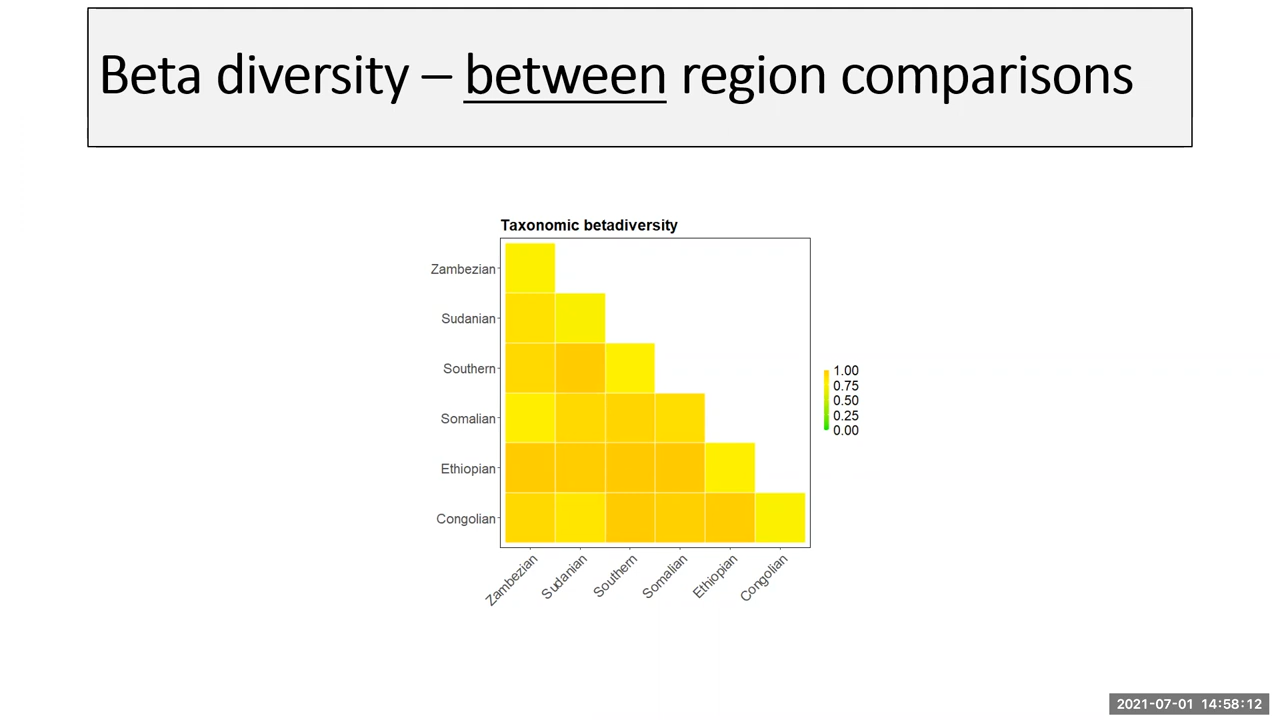 Beta diversity – between region comparisons
Taxonomic betadiversity
Zambezian
Sudanian
Southern
Somalian
Ethiopian
Congolian
1.00
0.75
0.50
0.25
0.00
Zambezian
Sudanian
Southern
Somalian
Ethiopian
Congolian
2021-07-01 14:58:12